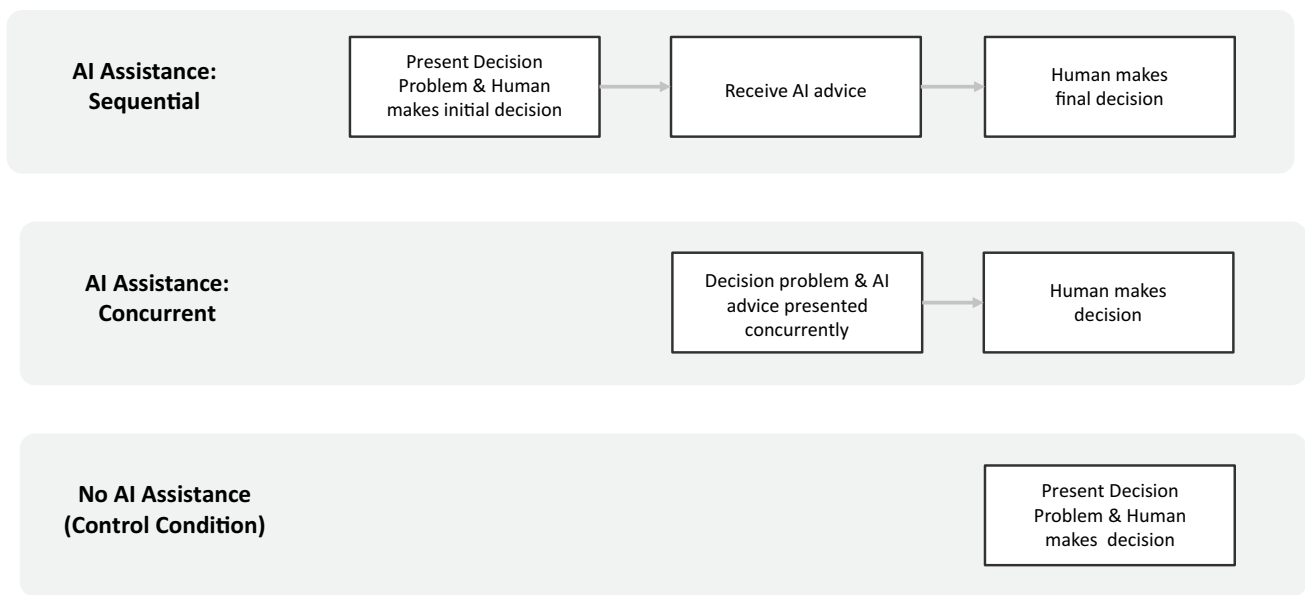 AI Assistance:
Sequential
Present Decision
Problem & Human
makes initial decision
Receive AI advice
Human makes
final decision
AI Assistance:
Concurrent
Decision problem & AI
advice presented
concurrently
Human makes
decision
No AI Assistance
(Control Condition)
Present Decision
Problem & Human
makes decision